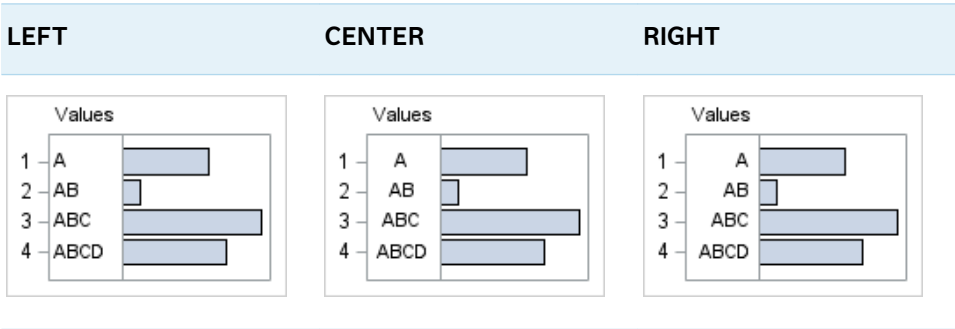 LEFT CENTER RIGHT
Values Values Values
1 A 1 A 1 A
2 AB 2 AB 2 AB
3 ABC 3 ABC 3 ABC
4 ABCD 4 ABCD 4 ABCD